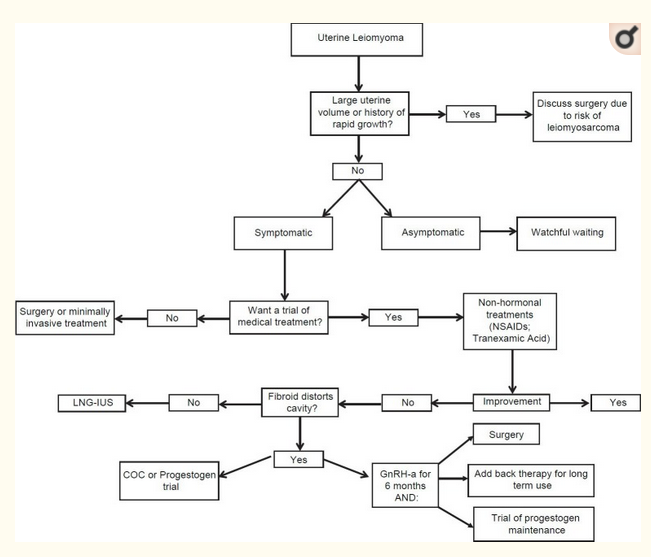 Uterine Leiomyoma
Large uterine
volume or history of
rapid growth?
Yes
Discuss surgery due
to risk of
leiomyosarcoma
No
Symptomatic
Asymptomatic
Watchful waiting
Surgery or minimally
invasive treatment
No
Want a trial of
medical treatment?
Yes
Non-hormonal
treatments
(NSAIDs;
Tranexamic Acid)
LNG-IUS
No
Fibroid distorts
cavity?
No
Improvement
Yes
Surgery
Yes
COC or Progestogen
trial
GnRH-a for
6 months
AND:
Add back therapy for long
term use
Trial of progestogen
maintenance